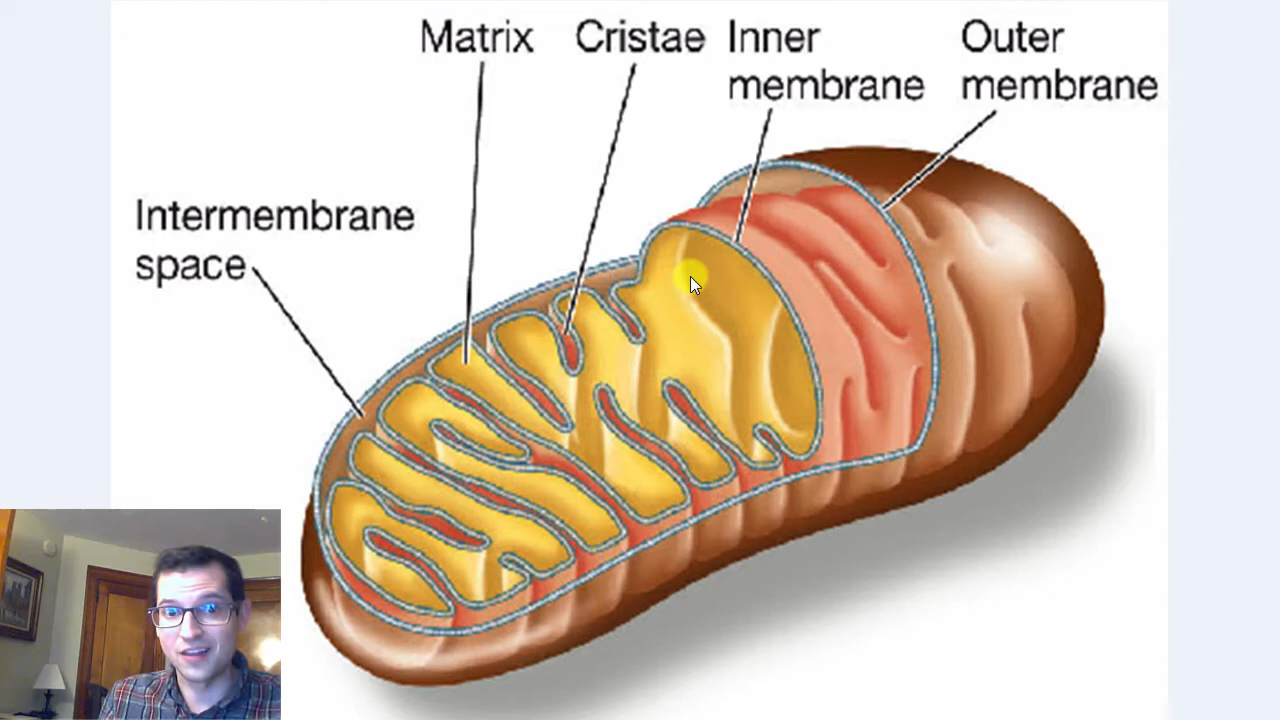 Matrix
Cristae
Inner
membrane
Outer
membrane
Intermembrane
space